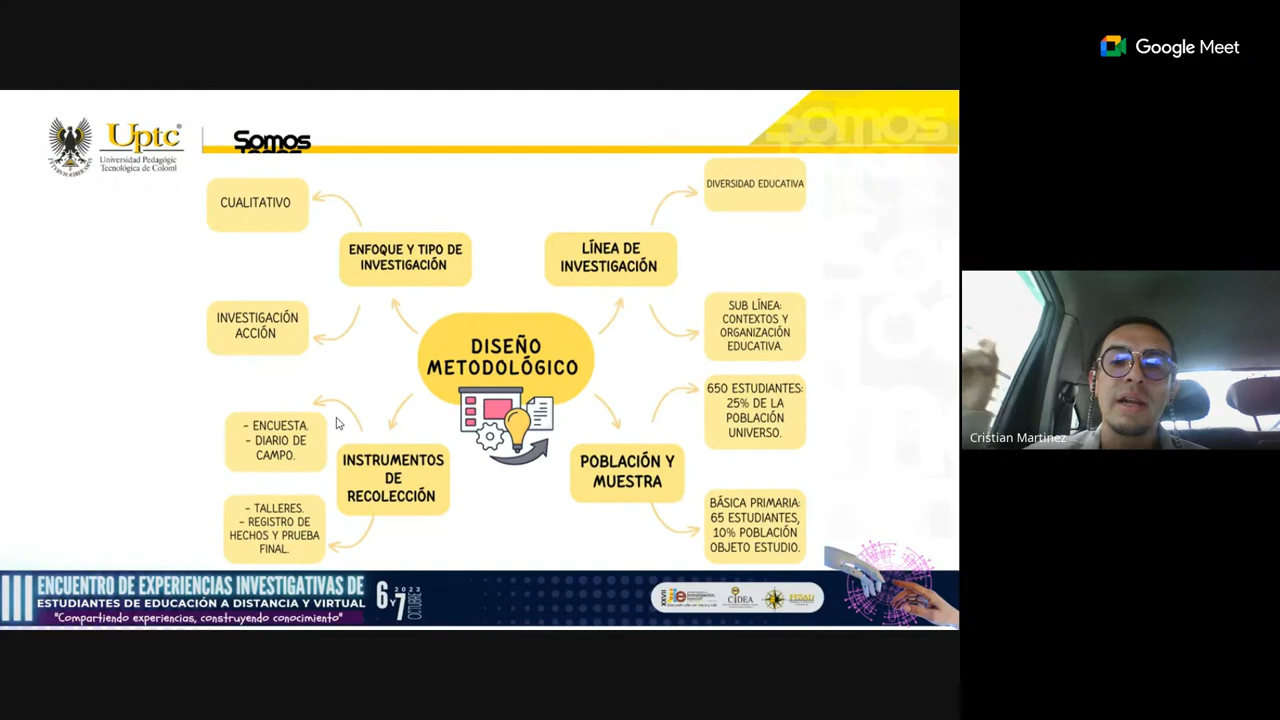 Google Meet
Uptc
Universidad Pedagógic
Tecnológica de Colomb
Somos
CUALITATIVO
ENFOQUE Y TIPO DE
INVESTIGACIÓN
INVESTIGACIÓN
ACCIÓN
LÍNEA DE
INVESTIGACIÓN
DIVERSIDAD EDUCATIVA
SUB LÍNEA:
CONTEXTOS Y
ORGANIZACIÓN
EDUCATIVA.
DISEÑO
METODOLÓGICO
- ENCUESTA.
- DIARIO DE
CAMPO.
INSTRUMENTOS
DE
RECOLECCIÓN
- TALLERES.
- REGISTRO DE
HECHOS Y PRUEBA
FINAL.
650 ESTUDIANTES:
25% DE LA
POBLACIÓN
UNIVERSO.
POBLACIÓN Y
MUESTRA
BÁSICA PRIMARIA:
65 ESTUDIANTES,
10% POBLACIÓN
OBJETO ESTUDIO.
Cristian Martinez
III ENCUENTRO DE EXPERIENCIAS INVESTIGATIVAS DE
ESTUDIANTES DE EDUCACIÓN A DISTANCIA Y VIRTUAL
"Compartiendo experiencias, construyendo conocimiento"
6 Y 7
2023
OCTUBRE
XXVII
CIDEA
FESAD